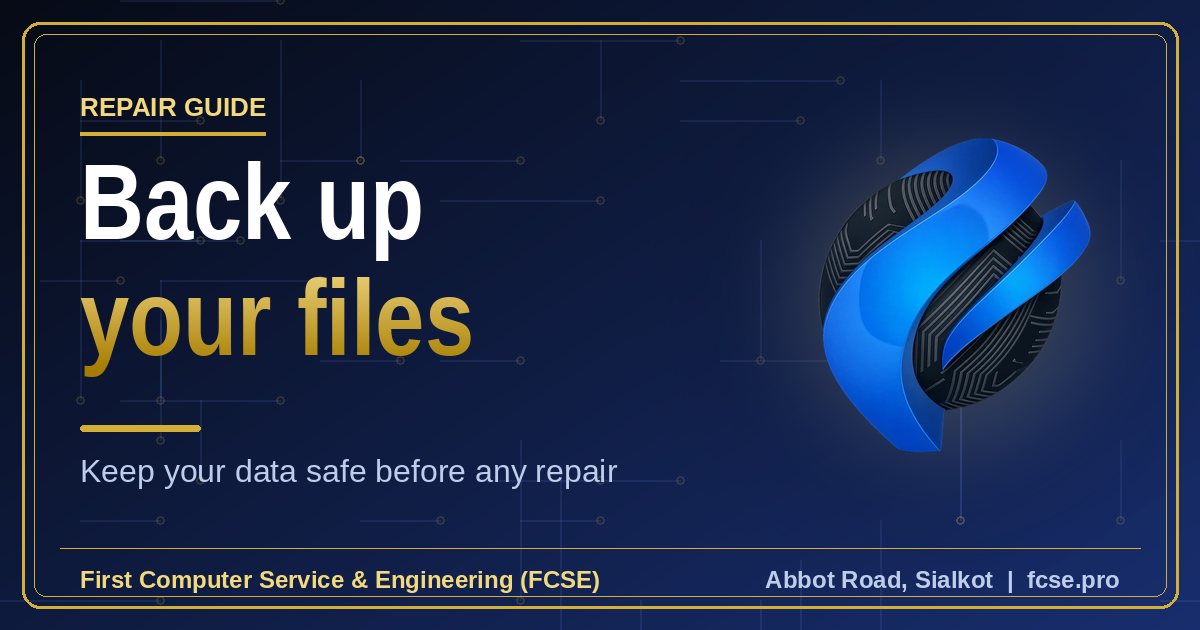 REPAIR GUIDE
Back up
your files
Keep your data safe before any repair
First Computer Service & Engineering (FCSE)
Abbot Road, Sialkot | fcse.pro